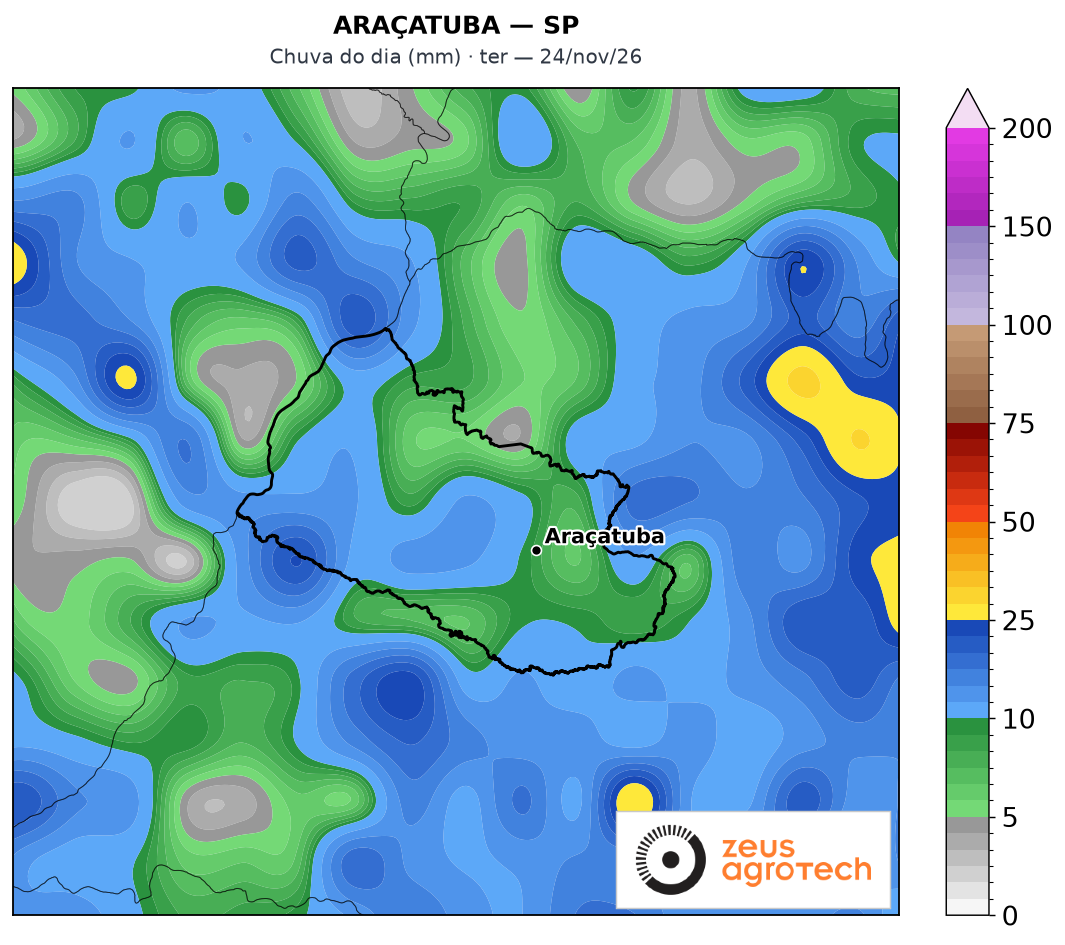 ARAÇATUBA — SP
Chuva do dia (mm) · ter — 24/nov/26
200
150
100
75
50
25
10
5
0
Araçatuba
zeus
agrotech